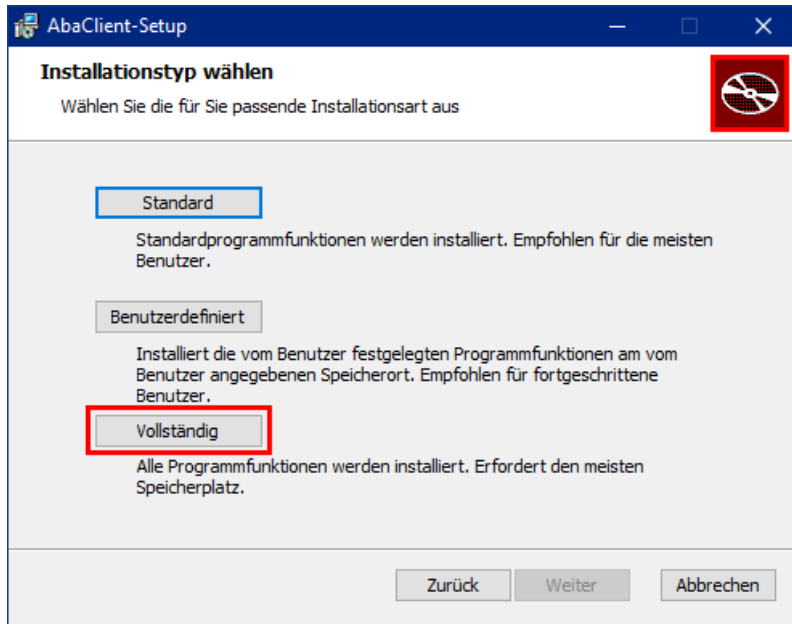 AbaClient-Setup
Installationstyp wählen
Wählen Sie die für Sie passende Installationsart aus
Standard
Standardprogrammfunktionen werden installiert. Empfohlen für die meisten
Benutzer.
Benutzerdefiniert
Installiert die vom Benutzer festgelegten Programmfunktionen am vom
Benutzer angegebenen Speicherort. Empfohlen für fortgeschrittene
Benutzer.
Vollständig
Alle Programmfunktionen werden installiert. Erfordert den meisten
Speicherplatz.
Zurück Weiter Abbrechen